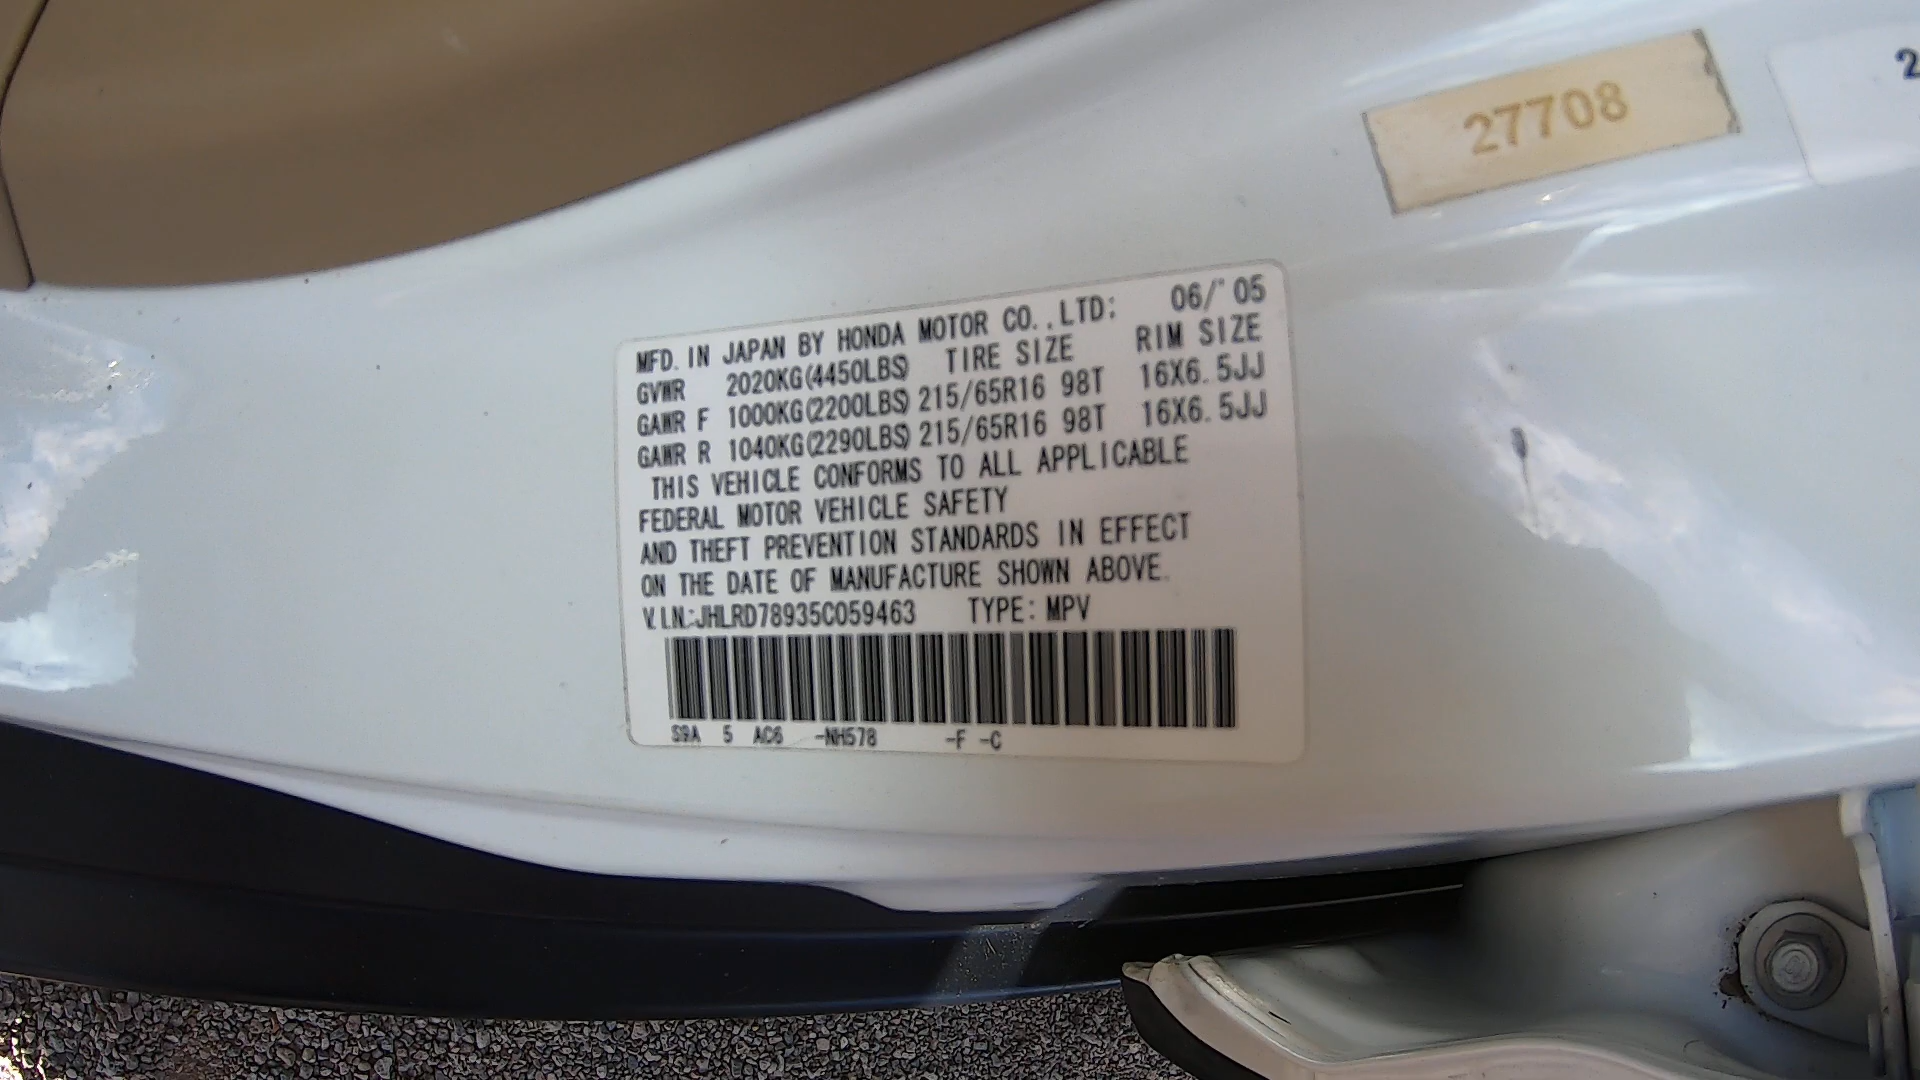 27708
2
MFD. IN JAPAN BY HONDA MOTOR CO.,LTD: 06/'05
GVWR 2020KG(4450LBS) TIRE SIZE RIM SIZE
GAWR F 1000KG(2200LBS) 215/65R16 98T 16X6.5JJ
GAWR R 1040KG(2290LBS) 215/65R16 98T 16X6.5JJ
THIS VEHICLE CONFORMS TO ALL APPLICABLE
FEDERAL MOTOR VEHICLE SAFETY
AND THEFT PREVENTION STANDARDS IN EFFECT
ON THE DATE OF MANUFACTURE SHOWN ABOVE.
V.I.N.:JHLRD78935C059463 TYPE: MPV
S9A 5 AC6 -NH578 -F -C